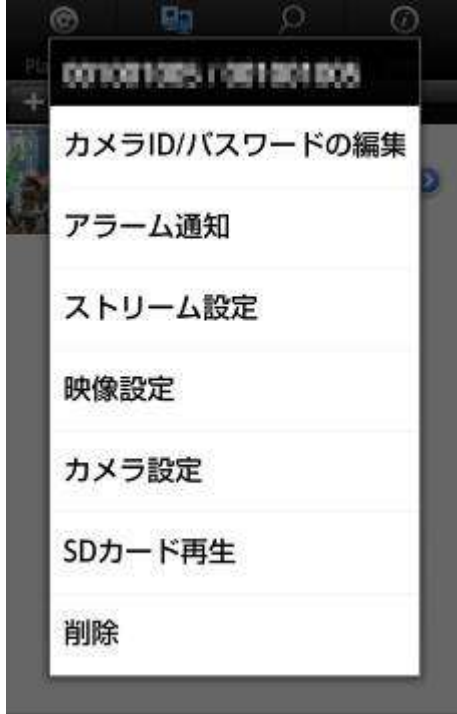 カメラID/パスワードの編集
アラーム通知
ストリーム設定
映像設定
カメラ設定
SDカード再生
削除